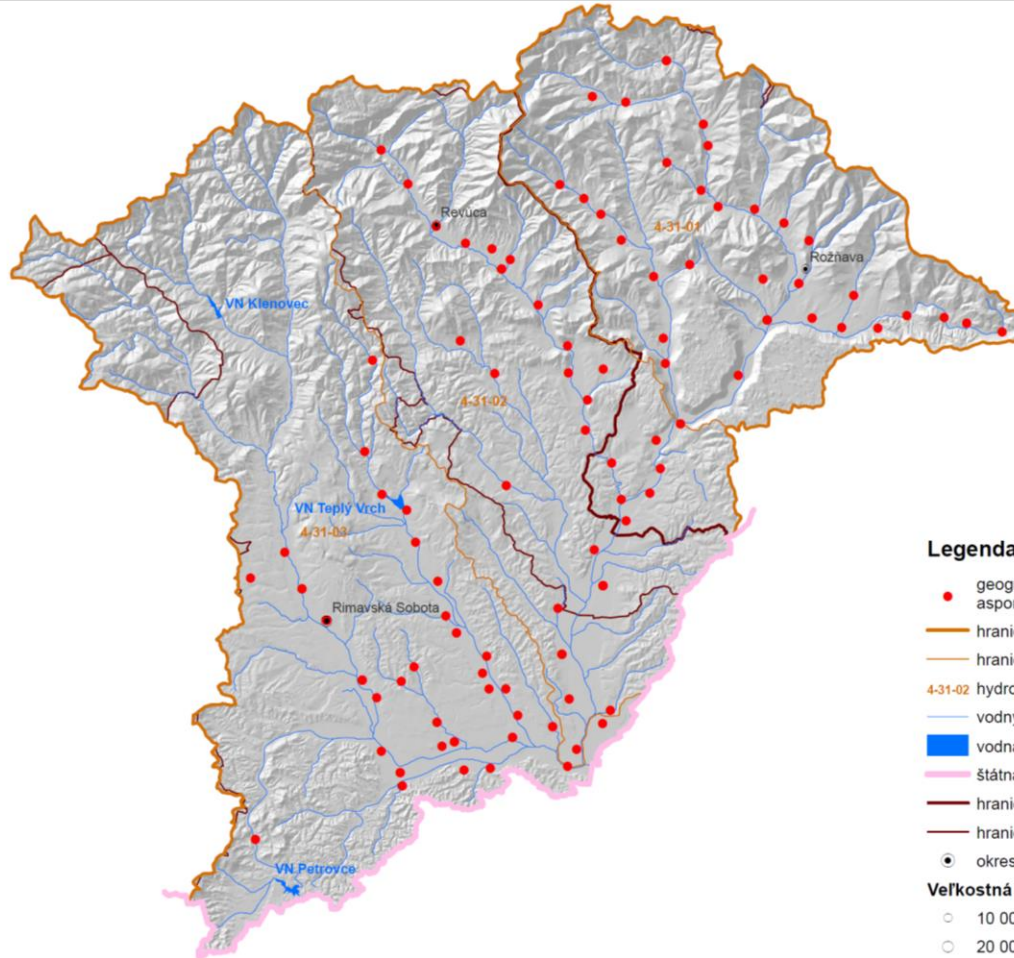 Revúca
4-31-01
Rožňava
VN Klenovec
4-31-02
VN Teplý Vrch
4-31-03
Rimavská Sobota
VN Petrovce
Legenda
geog
aspor
hranic
hranic
4-31-02 hydro
vodný
vodná
štátna
hranic
hranic
okres
Veľkostná
10 00
20 00